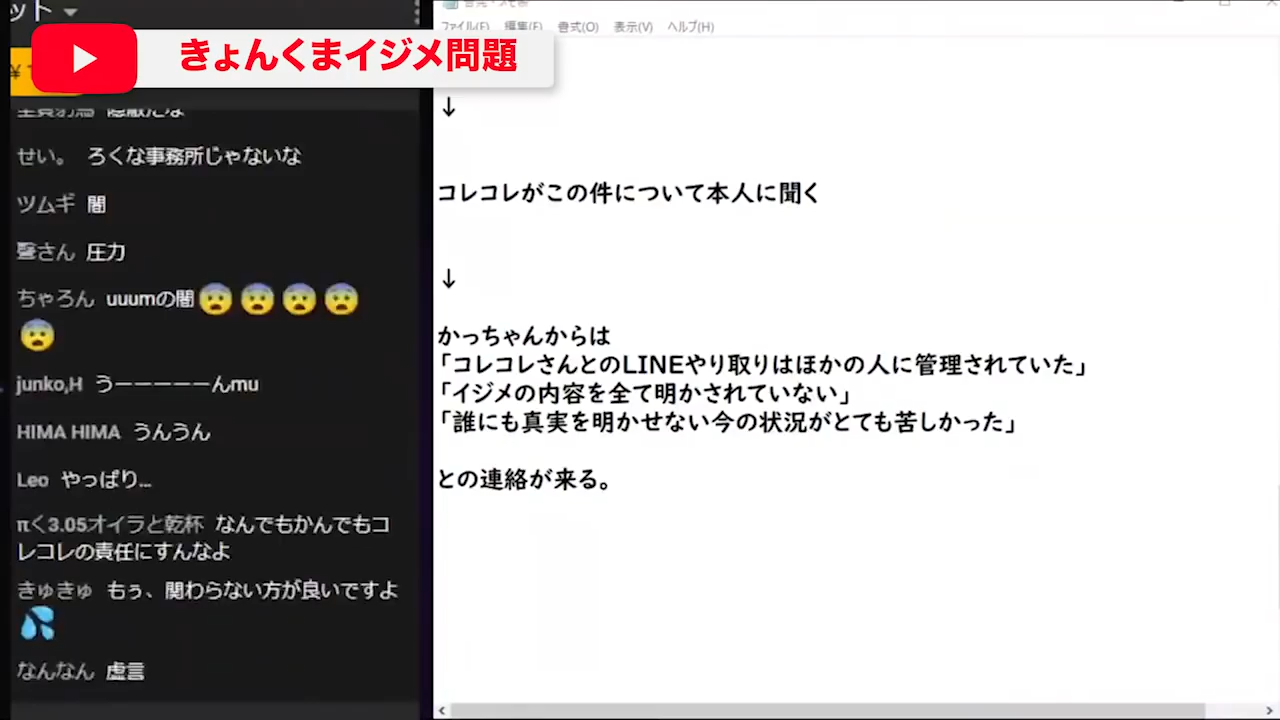 ット
きょんくまイジメ問題
ファイル(F) 編集(E) 書式(O) 表示(V) ヘルプ(H)
せい。 ろくな事務所じゃないな
ツムギ 闇
聲さん 圧力
ちゃろん uuumの闇😨😨😨😨
😨
junko,H うーーーーーんmu
HIMA HIMA うんうん
Leo やっぱり...
πく3.05オイラと乾杯 なんでもかんでもコ
レコレの責任にすんなよ
きゅきゅ もぅ、関わらない方が良いですよ
💦
なんなん 虚言
↓
コレコレがこの件について本人に聞く
↓
かっちゃんからは
「コレコレさんとのLINEやり取りはほかの人に管理されていた」
「イジメの内容を全て明かされていない」
「誰にも真実を明かせない今の状況がとても苦しかった」
との連絡が来る。